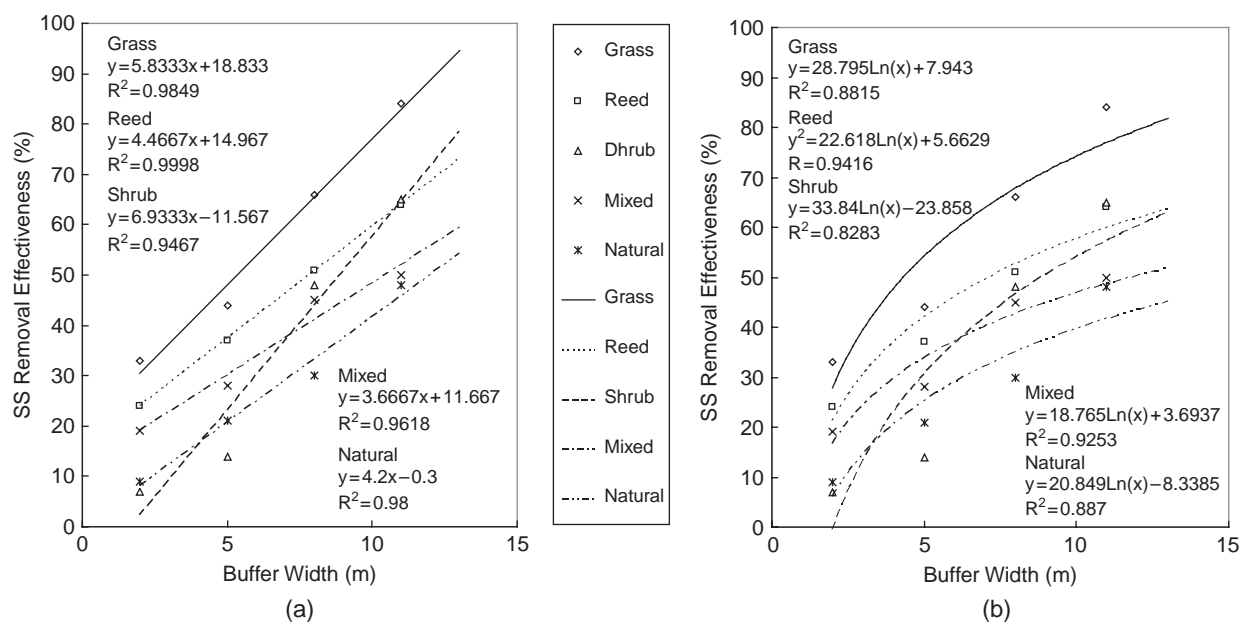 100
90
80
70
60
50
40
30
20
10
0
SS Removal Effectiveness (%)
Grass
y=5.8333x+18.833
R²=0.9849
Reed
y=4.4667x+14.967
R²=0.9998
Shrub
y=6.9333x−11.567
R²=0.9467
Mixed
y=3.6667x+11.667
R²=0.9618
Natural
y=4.2x−0.3
R²=0.98
0 5 10 15
Buffer Width (m)
(a)
Grass
Reed
Dhrub
Mixed
Natural
Grass
Reed
Shrub
Mixed
Natural
100
90
80
70
60
50
40
30
20
10
0
SS Removal Effectiveness (%)
Grass
y=28.795Ln(x)+7.943
R²=0.8815
Reed
y²=22.618Ln(x)+5.6629
R=0.9416
Shrub
y=33.84Ln(x)−23.858
R²=0.8283
Mixed
y=18.765Ln(x)+3.6937
R²=0.9253
Natural
y=20.849Ln(x)−8.3385
R²=0.887
0 5 10 15
Buffer Width (m)
(b)